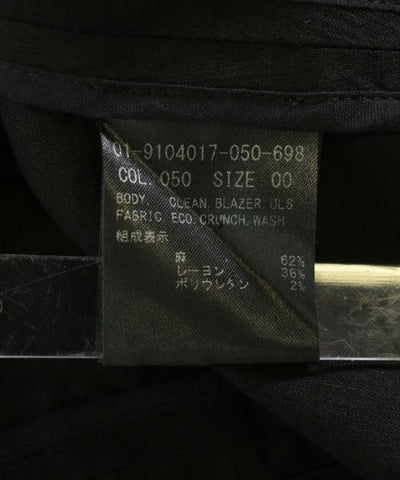 01-9104017-050-698
COL. 050 SIZE 00
BODY. CLEAN. BLAZER. ULS
FABRIC. ECO. CRUNCH. WASH
組成表示
麻 62%
レーヨン 36%
ポリウレタン 2%